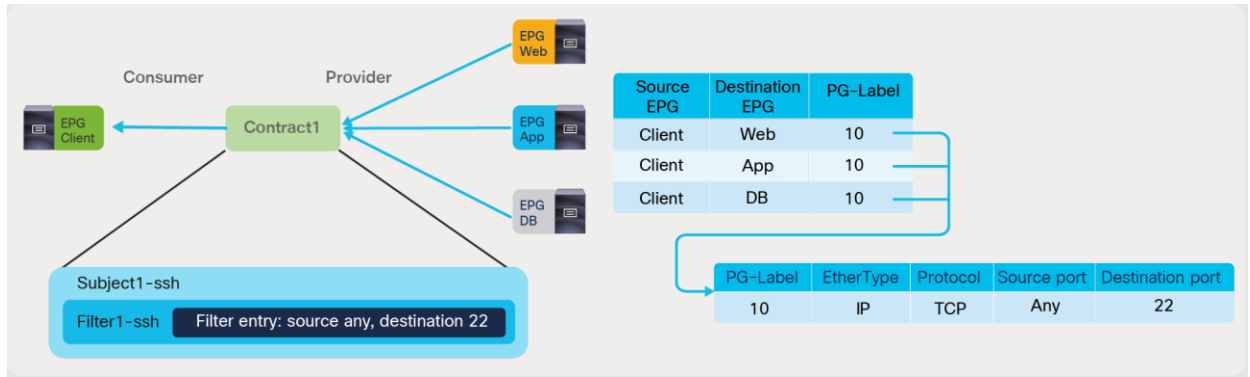 Consumer
Provider
EPG
Client
Contract1
EPG
Web
EPG
App
EPG
DB
Subject1-ssh
Filter1-ssh
Filter entry: source any, destination 22
Source EPG Destination EPG PG-Label
Client Web 10
Client App 10
Client DB 10
PG-Label EtherType Protocol Source port Destination port
10 IP TCP Any 22